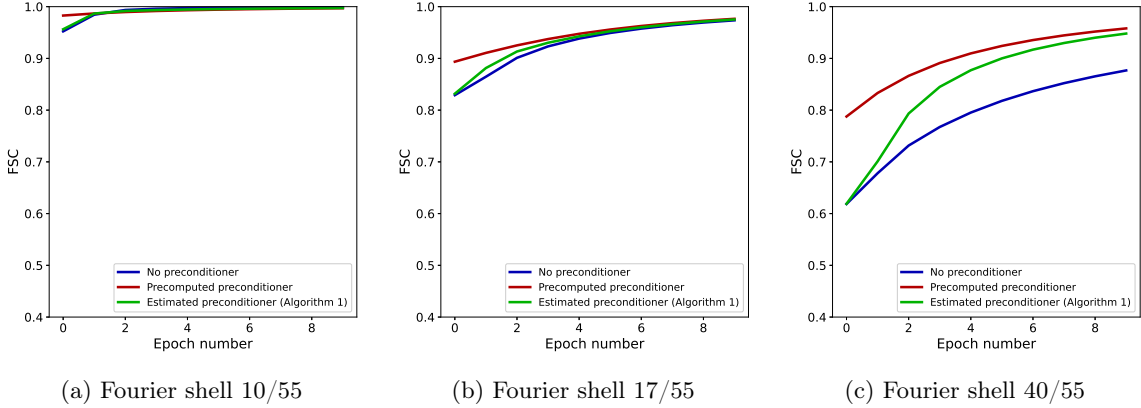 1.0
0.9
0.8
0.7
0.6
0.5
0.4
FSC
0 2 4 6 8
Epoch number
No preconditioner
Precomputed preconditioner
Estimated preconditioner (Algorithm 1)
(a) Fourier shell 10/55
1.0
0.9
0.8
0.7
0.6
0.5
0.4
FSC
0 2 4 6 8
Epoch number
No preconditioner
Precomputed preconditioner
Estimated preconditioner (Algorithm 1)
(b) Fourier shell 17/55
1.0
0.9
0.8
0.7
0.6
0.5
0.4
FSC
0 2 4 6 8
Epoch number
No preconditioner
Precomputed preconditioner
Estimated preconditioner (Algorithm 1)
(c) Fourier shell 40/55